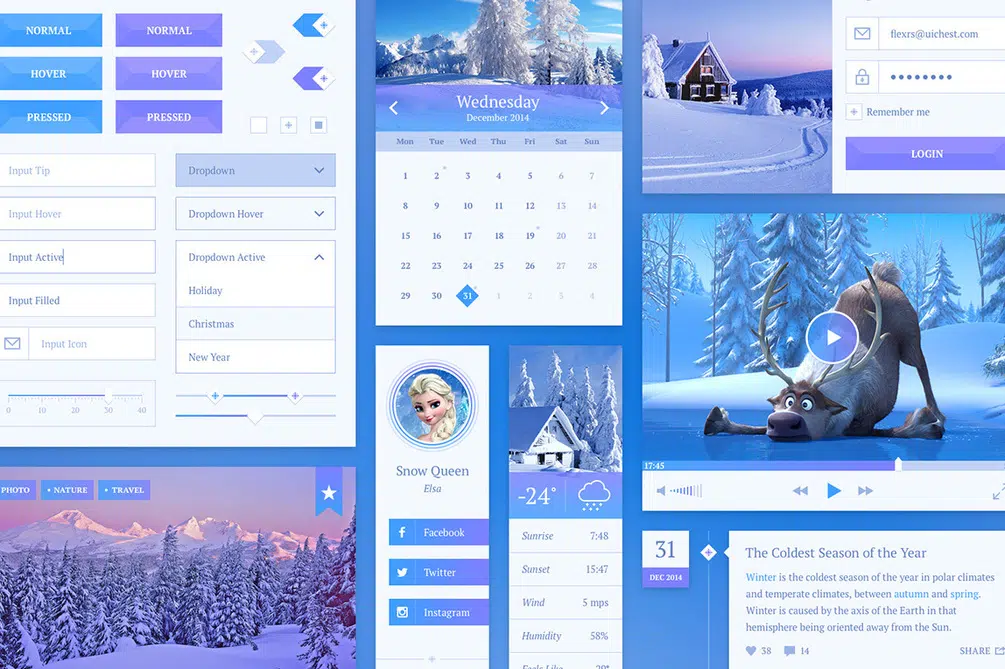 NORMAL
NORMAL
HOVER
HOVER
PRESSED
PRESSED
Input Tip
Dropdown
Input Hover
Dropdown Hover
Input Active
Dropdown Active
Holiday
Input Filled
Christmas
Input Icon
New Year
0 10 20 30 40
PHOTO
• NATURE
• TRAVEL
Wednesday
December 2014
Mon Tue Wed Thu Fri Sat Sun
1 2 3 4 5 6 7
8 9 10 11 12 13 14
15 16 17 18 19 20 21
22 23 24 25 26 27 28
29 30 31 1 2 3 4
Snow Queen
Elsa
Facebook
Twitter
Instagram
-24°
Sunrise 7:48
Sunset 15:47
Wind 5 mps
Humidity 58%
flexrs@uichest.com
Remember me
LOGIN
17:45
31
DEC 2014
The Coldest Season of the Year
Winter is the coldest season of the year in polar climates
and temperate climates, between autumn and spring.
Winter is caused by the axis of the Earth in that
hemisphere being oriented away from the Sun.
38 14 SHARE